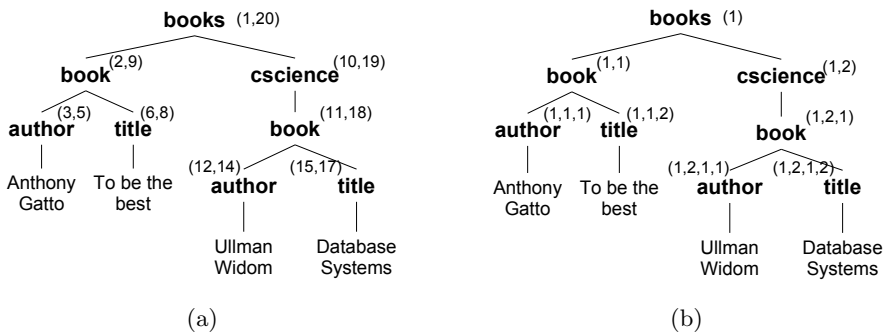 books (1,20)
book (2,9) cscience (10,19)
author (3,5) title (6,8) book (11,18)
Anthony Gatto To be the best
(12,14) author (15,17) title
Ullman Widom Database Systems
(a)
books (1)
book (1,1) cscience (1,2)
author (1,1,1) title (1,1,2) book (1,2,1)
Anthony Gatto To be the best
(1,2,1,1) author (1,2,1,2) title
Ullman Widom Database Systems
(b)